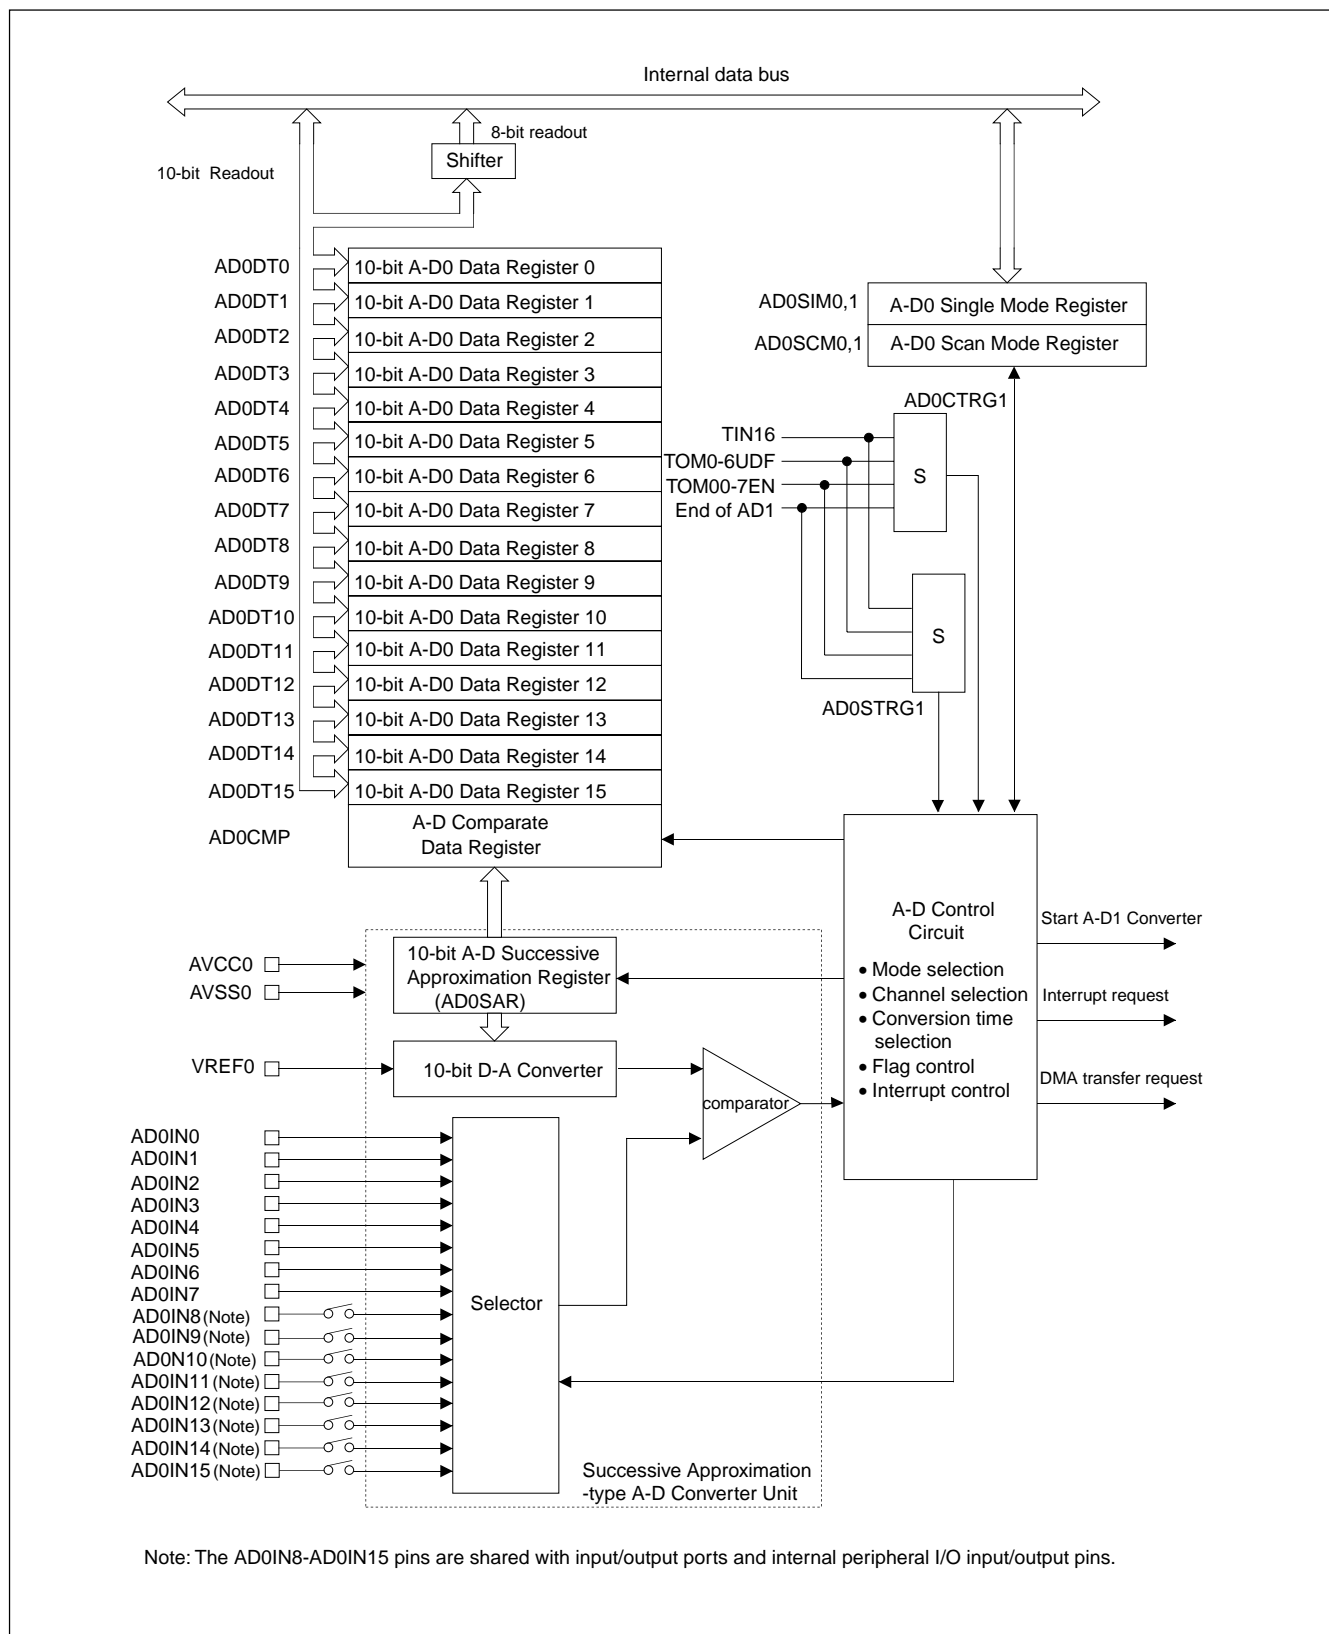 Internal data bus
8-bit readout
Shifter
10-bit  Readout
AD0DT0
10-bit A-D0 Data Register 0
AD0DT1
10-bit A-D0 Data Register 1
AD0DT2
10-bit A-D0 Data Register 2
AD0DT3
10-bit A-D0 Data Register 3
AD0DT4
10-bit A-D0 Data Register 4
AD0DT5
10-bit A-D0 Data Register 5
AD0DT6
10-bit A-D0 Data Register 6
AD0DT7
10-bit A-D0 Data Register 7
AD0DT8
10-bit A-D0 Data Register 8
AD0DT9
10-bit A-D0 Data Register 9
AD0DT10
10-bit A-D0 Data Register 10
AD0DT11
10-bit A-D0 Data Register 11
AD0DT12
10-bit A-D0 Data Register 12
AD0DT13
10-bit A-D0 Data Register 13
AD0DT14
10-bit A-D0 Data Register 14
AD0DT15
10-bit A-D0 Data Register 15
AD0CMP
A-D Comparate
Data Register
AD0SIM0,1
A-D0 Single Mode Register
AD0SCM0,1
A-D0 Scan Mode Register
AD0CTRG1
TIN16
TOM0-6UDF
TOM00-7EN
End of AD1
S
S
AD0STRG1
A-D Control
Circuit
• Mode selection
• Channel selection
• Conversion time
selection
• Flag control
• Interrupt control
Start A-D1 Converter
Interrupt request
DMA transfer request
AVCC0
AVSS0
10-bit A-D Successive
Approximation Register
(AD0SAR)
VREF0
10-bit D-A Converter
comparator
AD0IN0
AD0IN1
AD0IN2
AD0IN3
AD0IN4
AD0IN5
AD0IN6
AD0IN7
AD0IN8 (Note)
AD0IN9 (Note)
AD0N10 (Note)
AD0IN11 (Note)
AD0IN12 (Note)
AD0IN13 (Note)
AD0IN14 (Note)
AD0IN15 (Note)
Selector
Successive Approximation
-type A-D Converter Unit
Note: The AD0IN8-AD0IN15 pins are shared with input/output ports and internal peripheral I/O input/output pins.